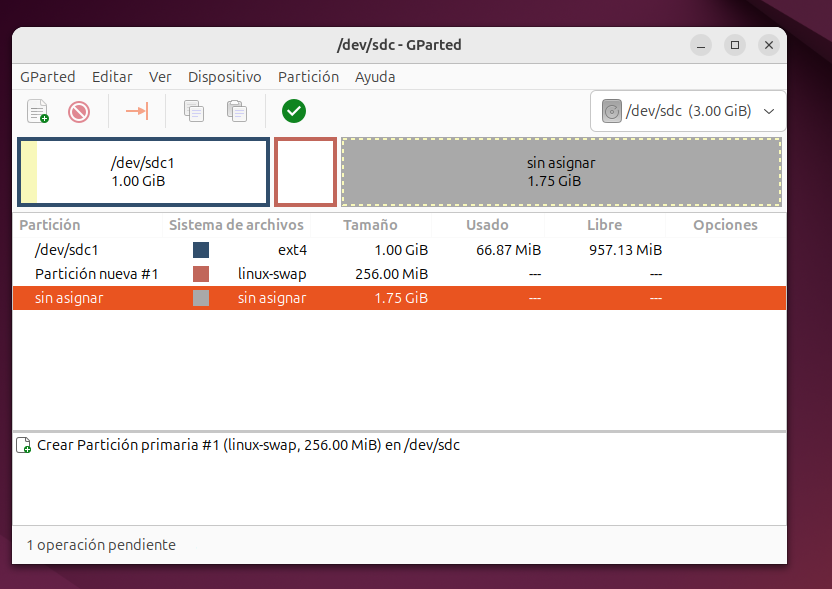 /dev/sdc - GParted
GParted Editar Ver Dispositivo Partición Ayuda
/dev/sdc (3.00 GiB)
/dev/sdc1
1.00 GiB
sin asignar
1.75 GiB
Partición Sistema de archivos Tamaño Usado Libre Opciones
/dev/sdc1 ext4 1.00 GiB 66.87 MiB 957.13 MiB
Partición nueva #1 linux-swap 256.00 MiB --- ---
sin asignar sin asignar 1.75 GiB --- ---
Crear Partición primaria #1 (linux-swap, 256.00 MiB) en /dev/sdc
1 operación pendiente